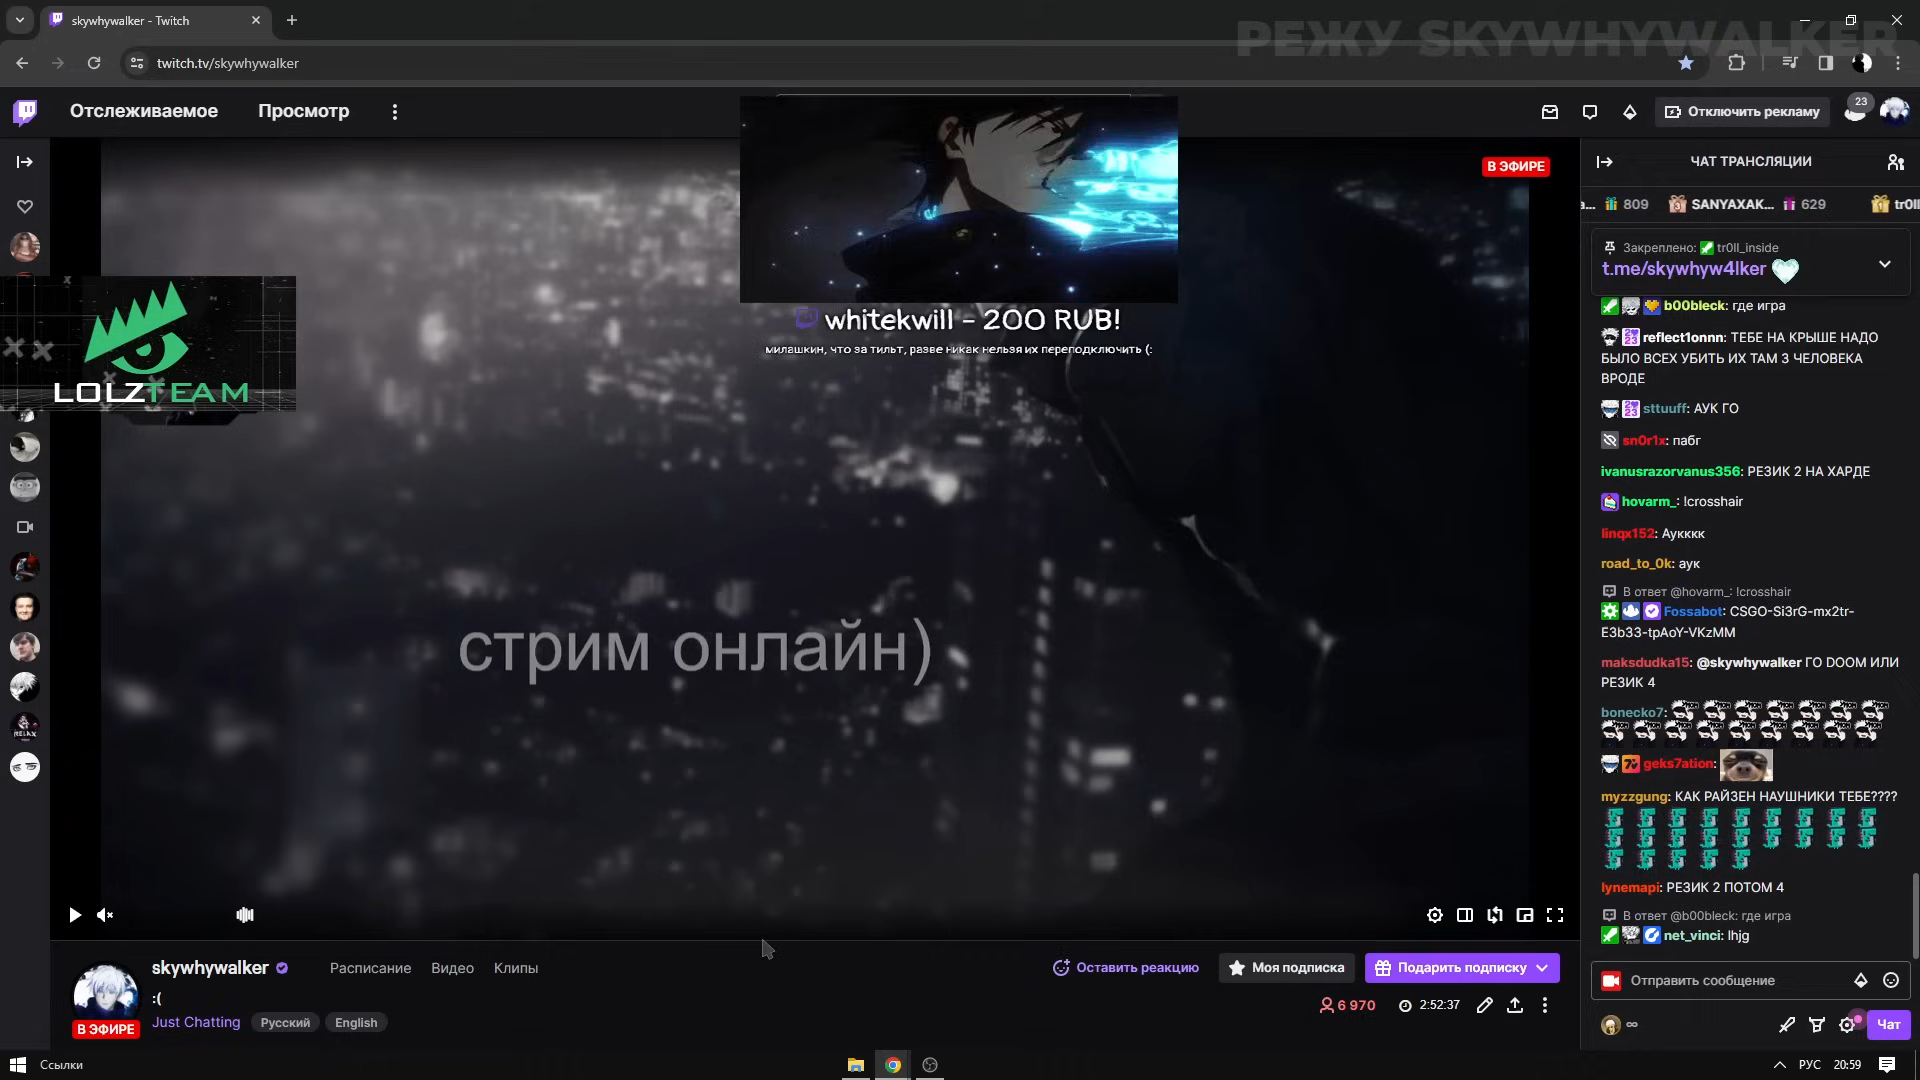 skywhywalker - Twitch
РЕЖУ SKYWHYWALKER
twitch.tv/skywhywalker
Отслеживаемое
Просмотр
Отключить рекламу
23
В ЭФИРЕ
LOLZTEAM
whitekwill - 200 RUB!
милашкин, что за тильт, разве никак нельзя их переподключить (:
стрим онлайн)
RELAX
skywhywalker
Расписание
Видео
Клипы
Оставить реакцию
Моя подписка
Подарить подписку
:(
Just Chatting
Русский
English
В ЭФИРЕ
6 970
2:52:37
ЧАТ ТРАНСЛЯЦИИ
а... 809
SANYAXAK... 629
tr0ll
Закреплено: tr0ll_inside
t.me/skywhyw4lker
b00bleck: где игра
reflect1onnn: ТЕБЕ НА КРЫШЕ НАДО
БЫЛО ВСЕХ УБИТЬ ИХ ТАМ 3 ЧЕЛОВЕКА
ВРОДЕ
sttuuff: АУК ГО
sn0r1x: пабг
ivanusrazorvanus356: РЕЗИК 2 НА ХАРДЕ
hovarm_: !crosshair
linqx152: Ауккк
road_to_0k: аук
В ответ @hovarm_: !crosshair
Fossabot: CSGO-Si3rG-mx2tr-
E3b33-tpAoY-VKzMM
maksdudka15: @skywhywalker ГО DOOM ИЛИ
РЕЗИК 4
bonecko7:
geks7ation:
myzzgung: КАК РАЙЗЕН НАУШНИКИ ТЕБЕ????
lynemapi: РЕЗИК 2 ПОТОМ 4
В ответ @b00bleck: где игра
net_vinci: lhjg
Отправить сообщение
∞
Чат
Ссылки
РУС
20:59